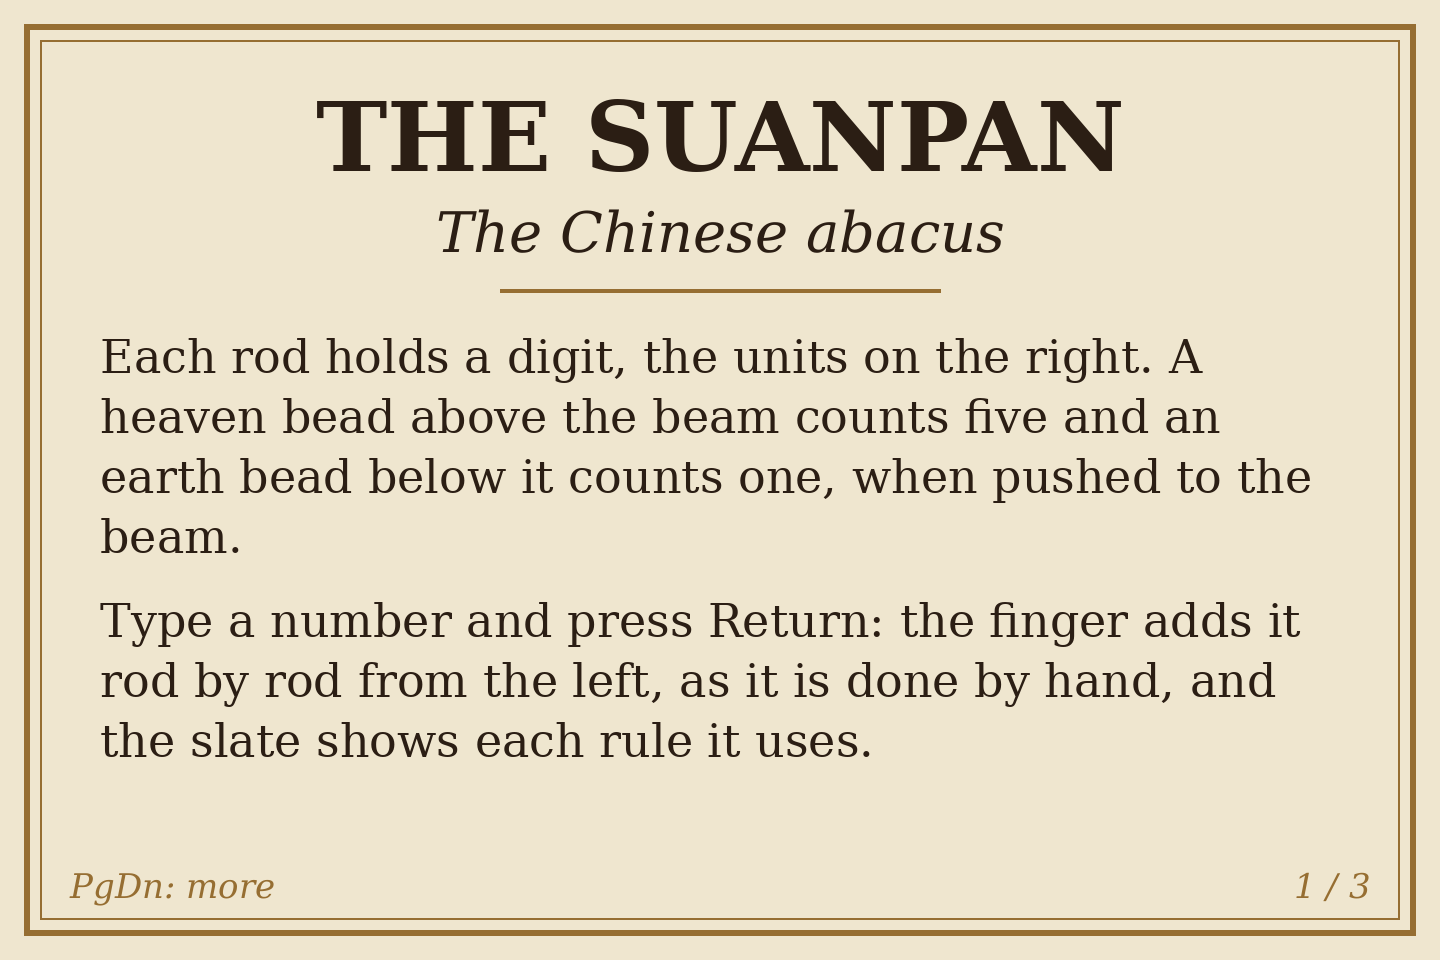 THE SUANPAN
The Chinese abacus
Each rod holds a digit, the units on the right. A
heaven bead above the beam counts five and an
earth bead below it counts one, when pushed to the
beam.
Type a number and press Return: the finger adds it
rod by rod from the left, as it is done by hand, and
the slate shows each rule it uses.
PgDn: more
1 / 3